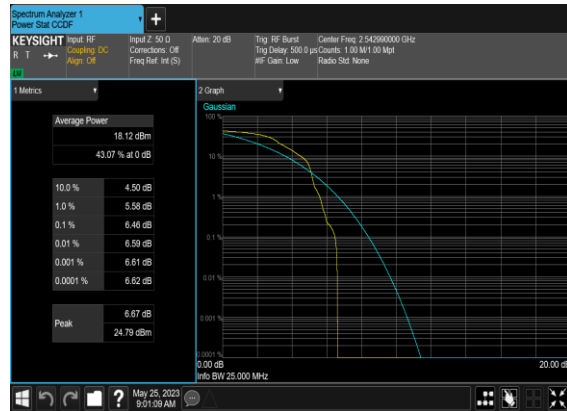 Spectrum Analyzer 1
Power Stat CCDF
KEYSIGHT
R T
LV
Input: RF
Coupling: DC
Align: Off
Input Z: 50 Ω
Corrections: Off
Freq Ref: Int (S)
Atten: 20 dB
Trig: RF Burst
Trig Delay: 500.0 µs
#IF Gain: Low
Center Freq: 2.542990000 GHz
Counts: 1.00 M/1.00 Mpt
Radio Std: None
1 Metrics
Average Power
18.12 dBm
43.07 % at 0 dB
10.0 % 4.50 dB
1.0 % 5.58 dB
0.1 % 6.46 dB
0.01 % 6.59 dB
0.001 % 6.61 dB
0.0001 % 6.62 dB
Peak
6.67 dB
24.79 dBm
2 Graph
Gaussian
100 %
10 %
1 %
0.1 %
0.01 %
0.001 %
0.0001 %
0.00 dB 20.00 dB
Info BW 25.000 MHz
?
May 25, 2023
9:01:09 AM